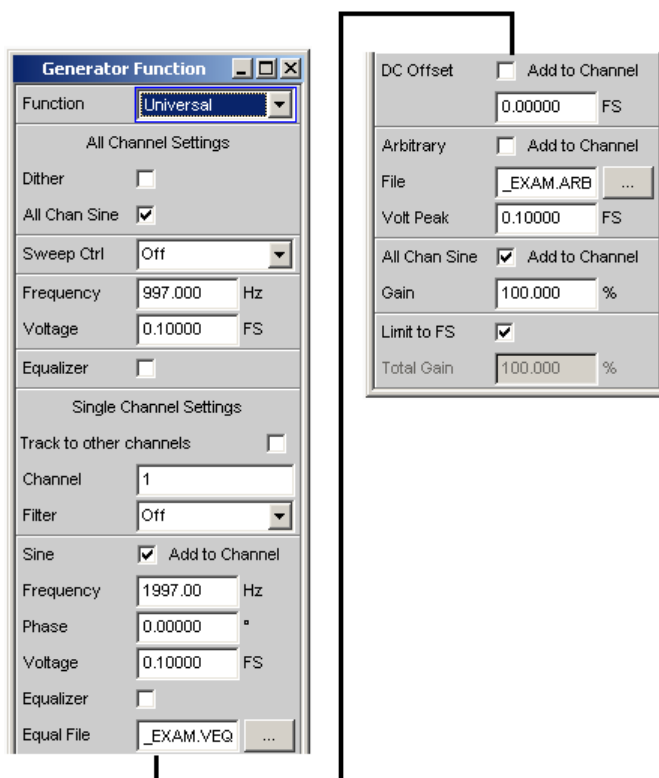 Generator Function
Function Universal
All Channel Settings
Dither
All Chan Sine
Sweep Ctrl Off
Frequency 997.000 Hz
Voltage 0.10000 FS
Equalizer
Single Channel Settings
Track to other channels
Channel 1
Filter Off
Sine Add to Channel
Frequency 1997.00 Hz
Phase 0.00000 °
Voltage 0.10000 FS
Equalizer
Equal File _EXAM.VEQ ...
DC Offset Add to Channel
0.00000 FS
Arbitrary Add to Channel
File _EXAM.ARB ...
Volt Peak 0.10000 FS
All Chan Sine Add to Channel
Gain 100.000 %
Limit to FS
Total Gain 100.000 %